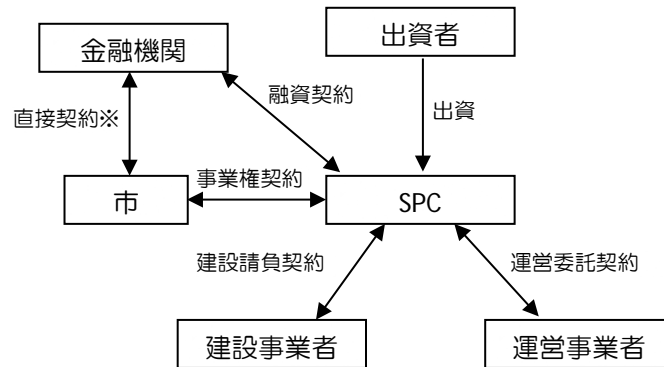 出資者
金融機関
融資契約
出資
直接契約※
事業権契約
市
SPC
建設請負契約
運営委託契約
建設事業者
運営事業者